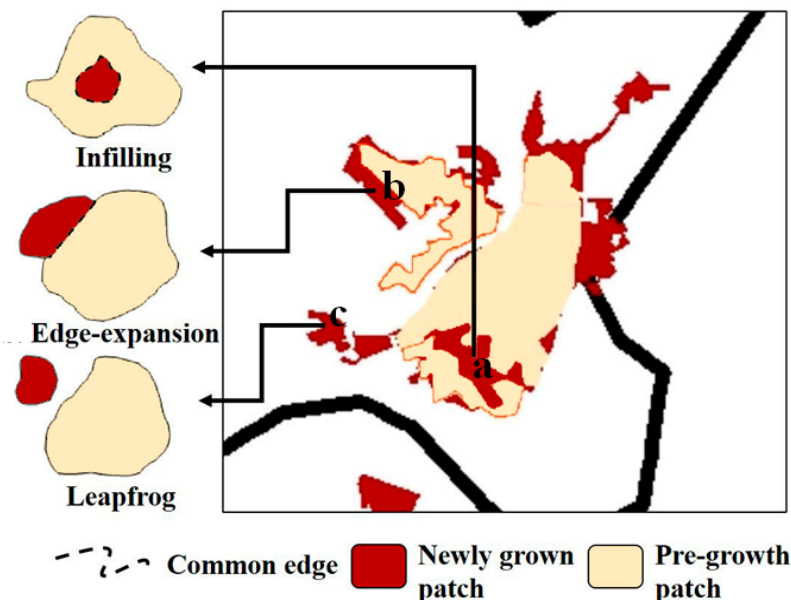 Infilling
b
Edge-expansion
c
a
Leapfrog
Common edge
Newly grown
patch
Pre-growth
patch